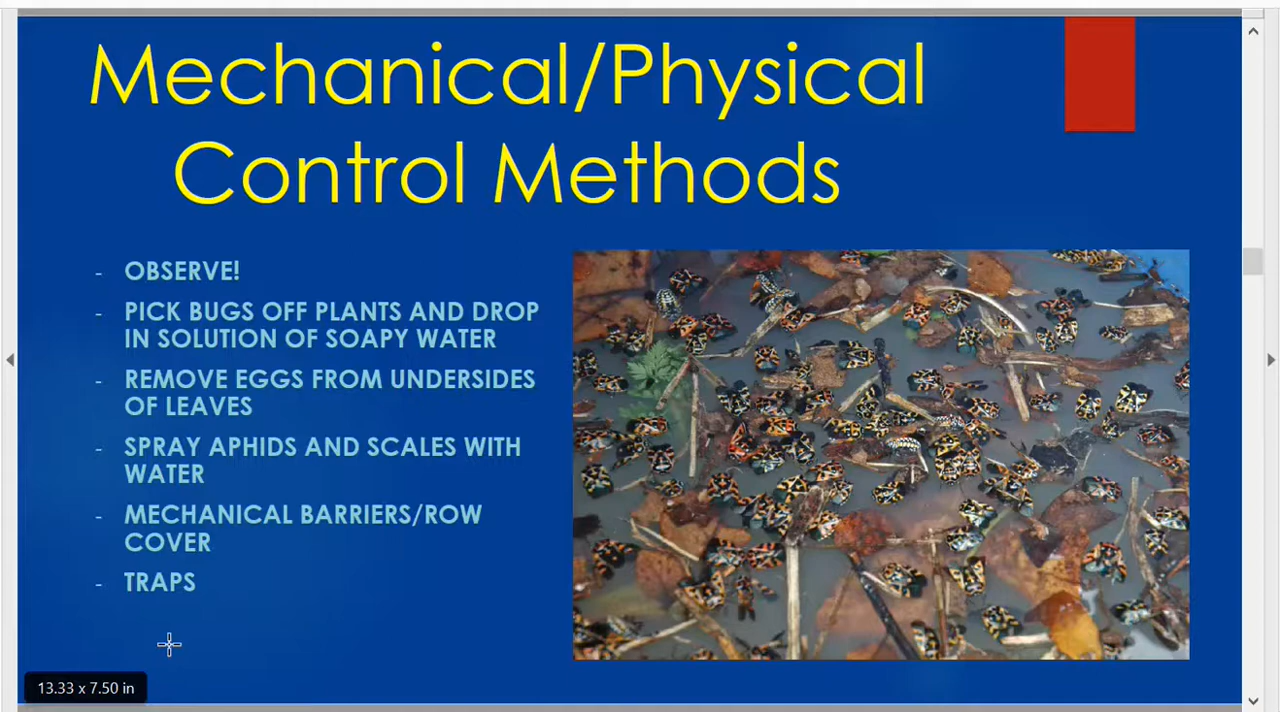 Mechanical/Physical
Control Methods
- OBSERVE!
- PICK BUGS OFF PLANTS AND DROP
IN SOLUTION OF SOAPY WATER
- REMOVE EGGS FROM UNDERSIDES
OF LEAVES
- SPRAY APHIDS AND SCALES WITH
WATER
- MECHANICAL BARRIERS/ROW
COVER
- TRAPS
13.33 x 7.50 in